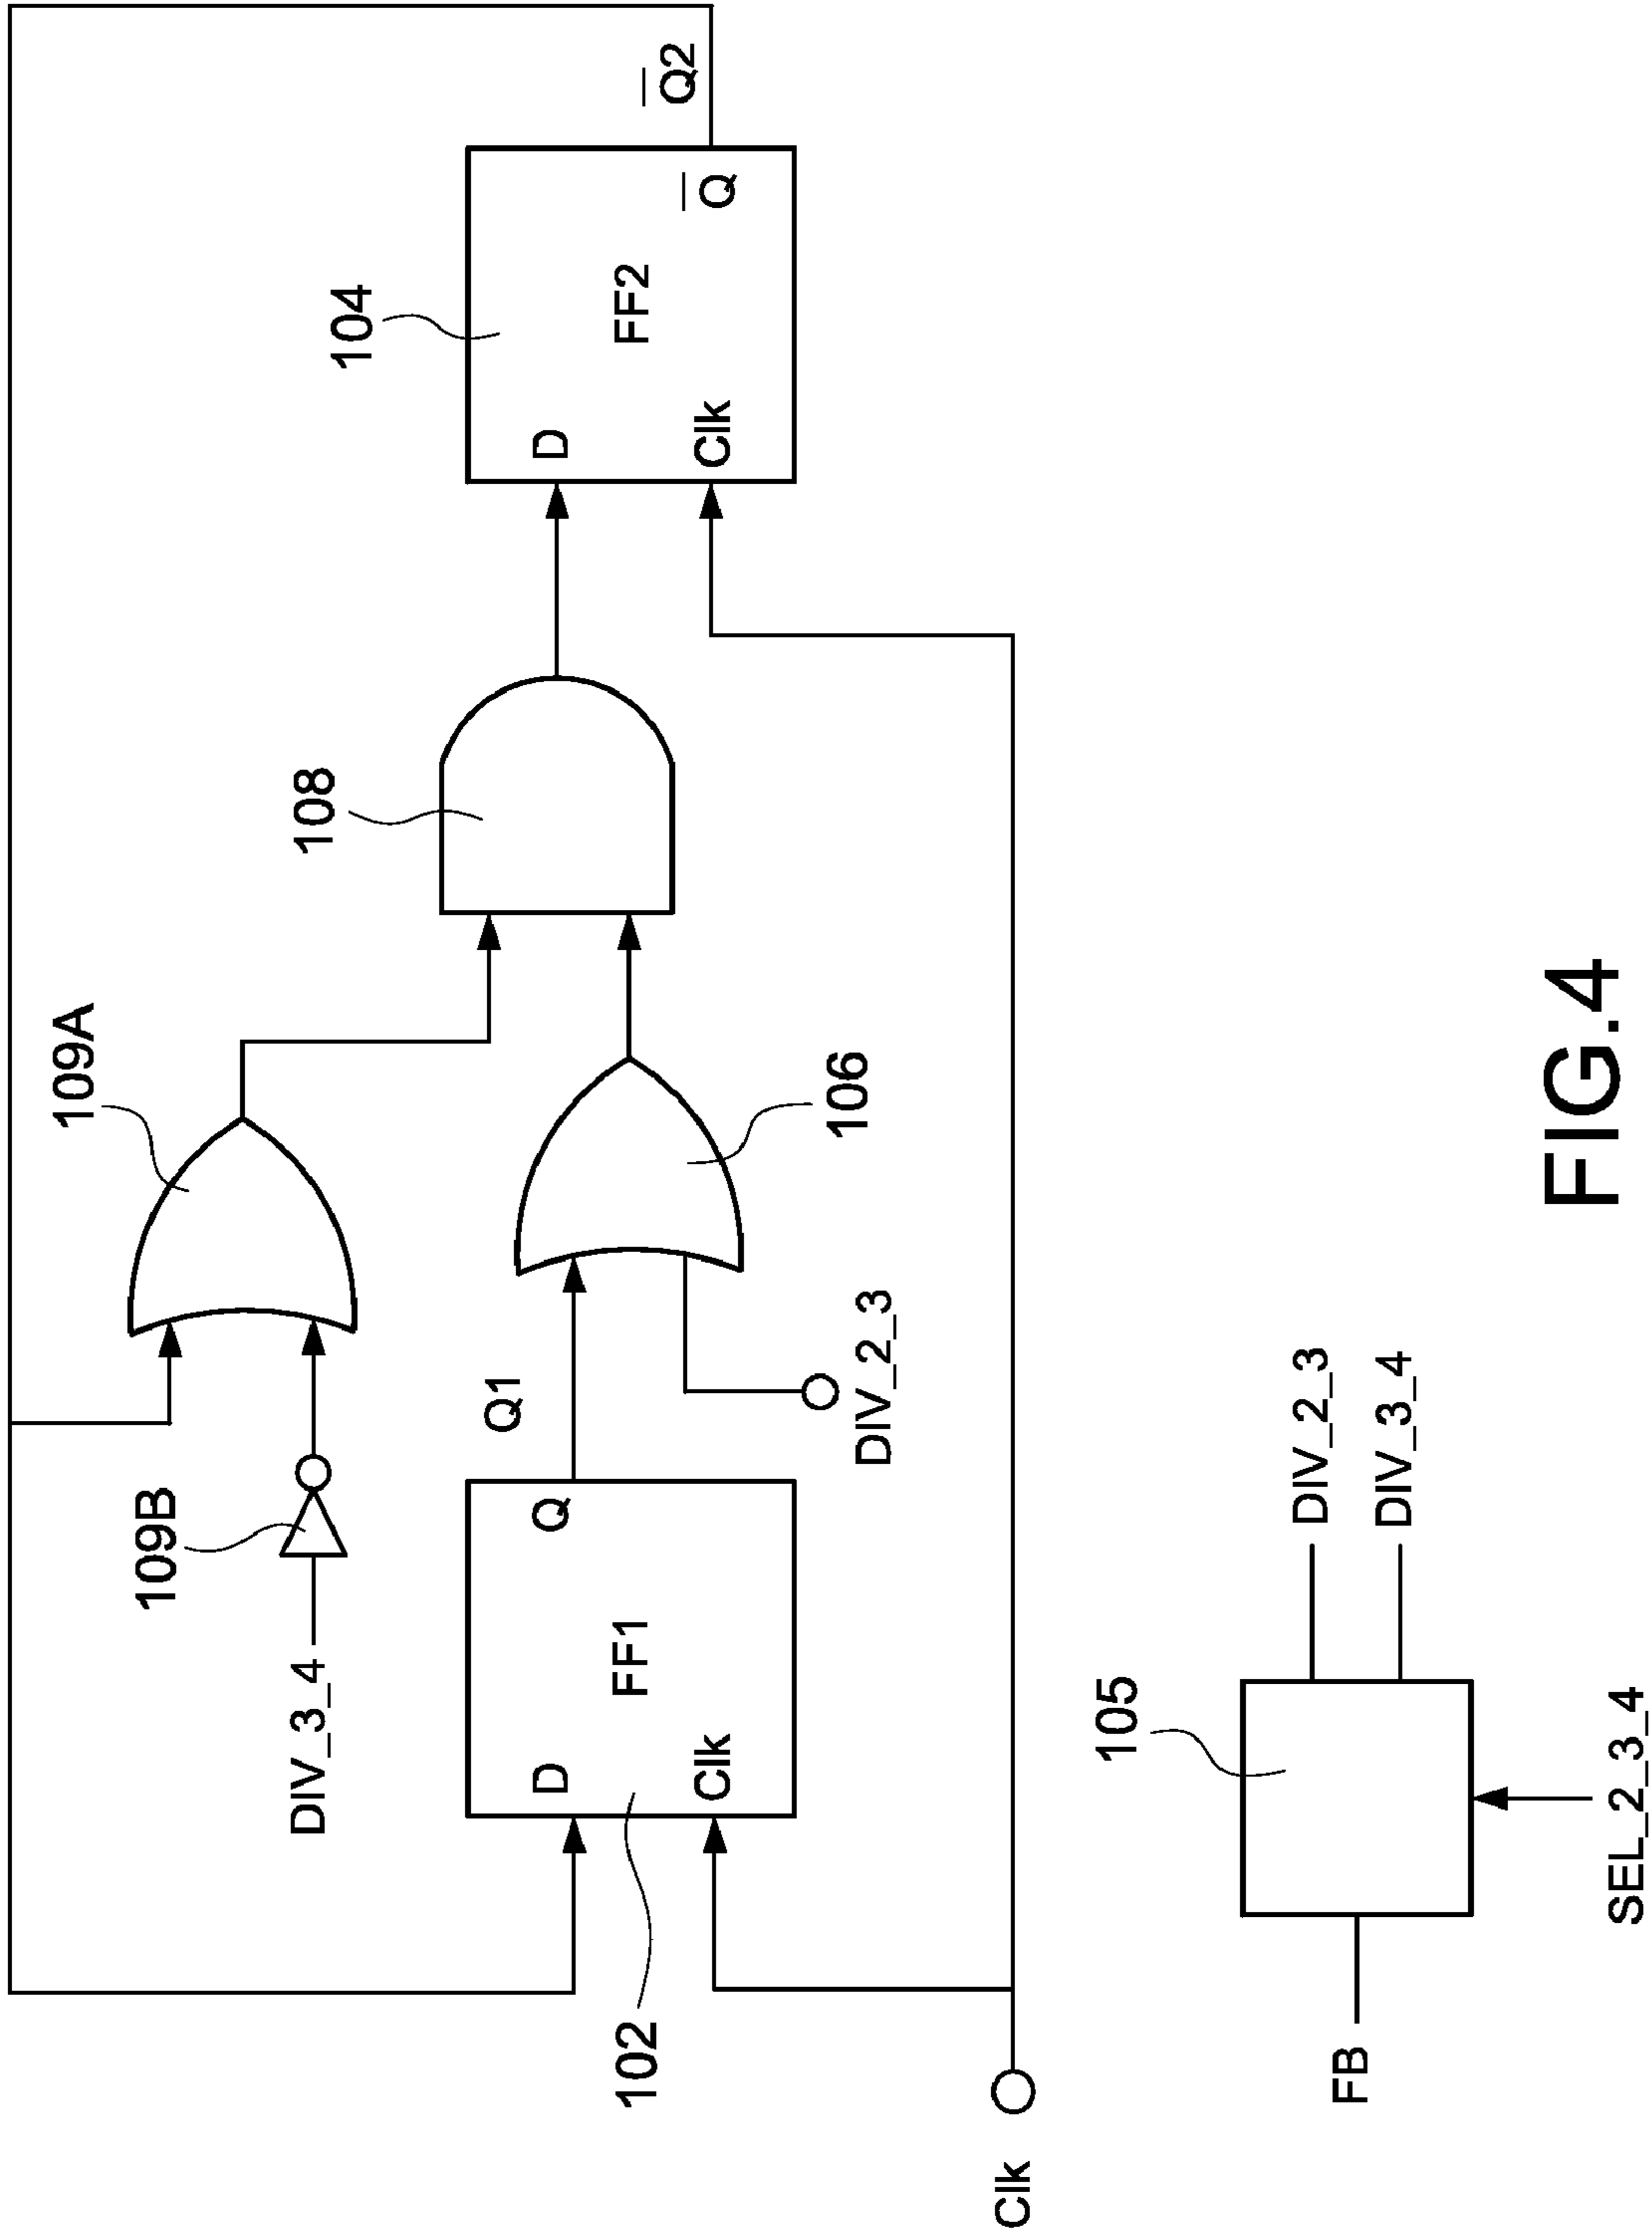 109A
109B
DIV_3_4
108
104
D
Q
FF1
Clk
102
Q1
106
DIV_2_3
D
FF2
Clk
Q̅
Q̅2
Clk
105
FB
DIV_2_3
DIV_3_4
SEL_2_3_4
FIG.4